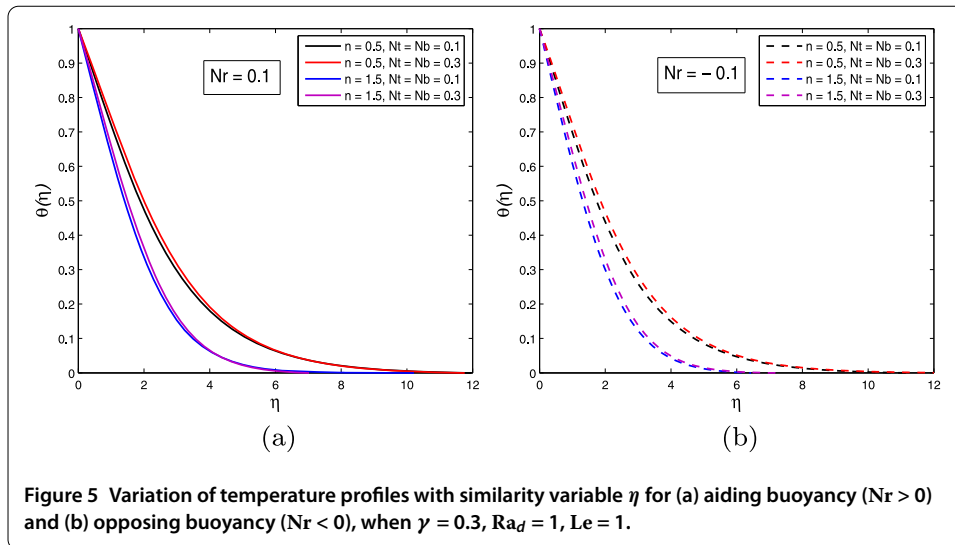 1
0.9
0.8
0.7
0.6
0.5
0.4
0.3
0.2
0.1
0
θ(η)
0 2 4 6 8 10 12
η
Nr = 0.1
n = 0.5, Nt = Nb = 0.1
n = 0.5, Nt = Nb = 0.3
n = 1.5, Nt = Nb = 0.1
n = 1.5, Nt = Nb = 0.3
(a)
1
0.9
0.8
0.7
0.6
0.5
0.4
0.3
0.2
0.1
0
θ(η)
0 2 4 6 8 10 12
η
Nr = − 0.1
n = 0.5, Nt = Nb = 0.1
n = 0.5, Nt = Nb = 0.3
n = 1.5, Nt = Nb = 0.1
n = 1.5, Nt = Nb = 0.3
(b)
Figure 5 Variation of temperature profiles with similarity variable η for (a) aiding buoyancy (Nr > 0)
and (b) opposing buoyancy (Nr < 0), when γ = 0.3, Ra_d = 1, Le = 1.